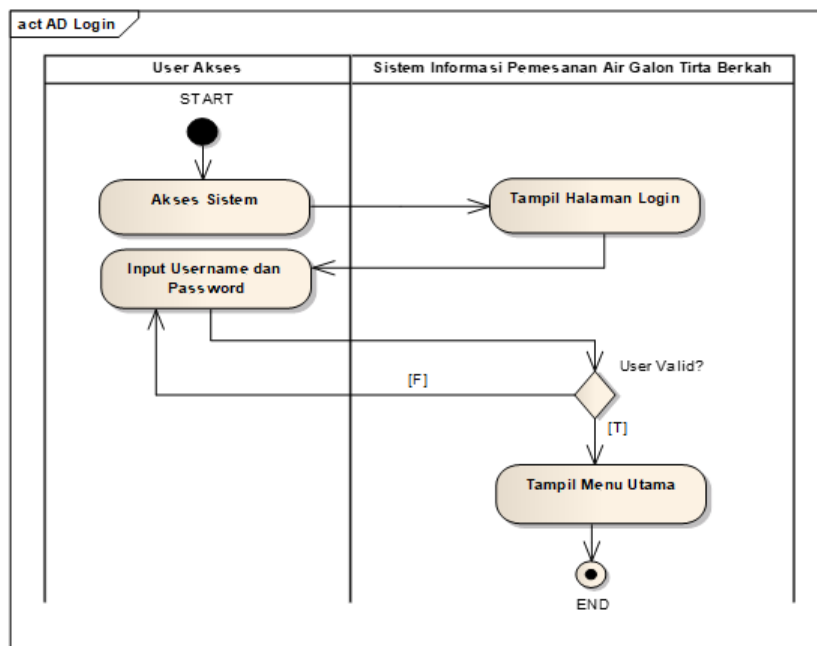 act AD Login
User Akses
Sistem Informasi Pemesanan Air Galon Tirta Berkah
START
Akses Sistem
Tampil Halaman Login
Input Username dan
Password
User Valid?
[F]
[T]
Tampil Menu Utama
END